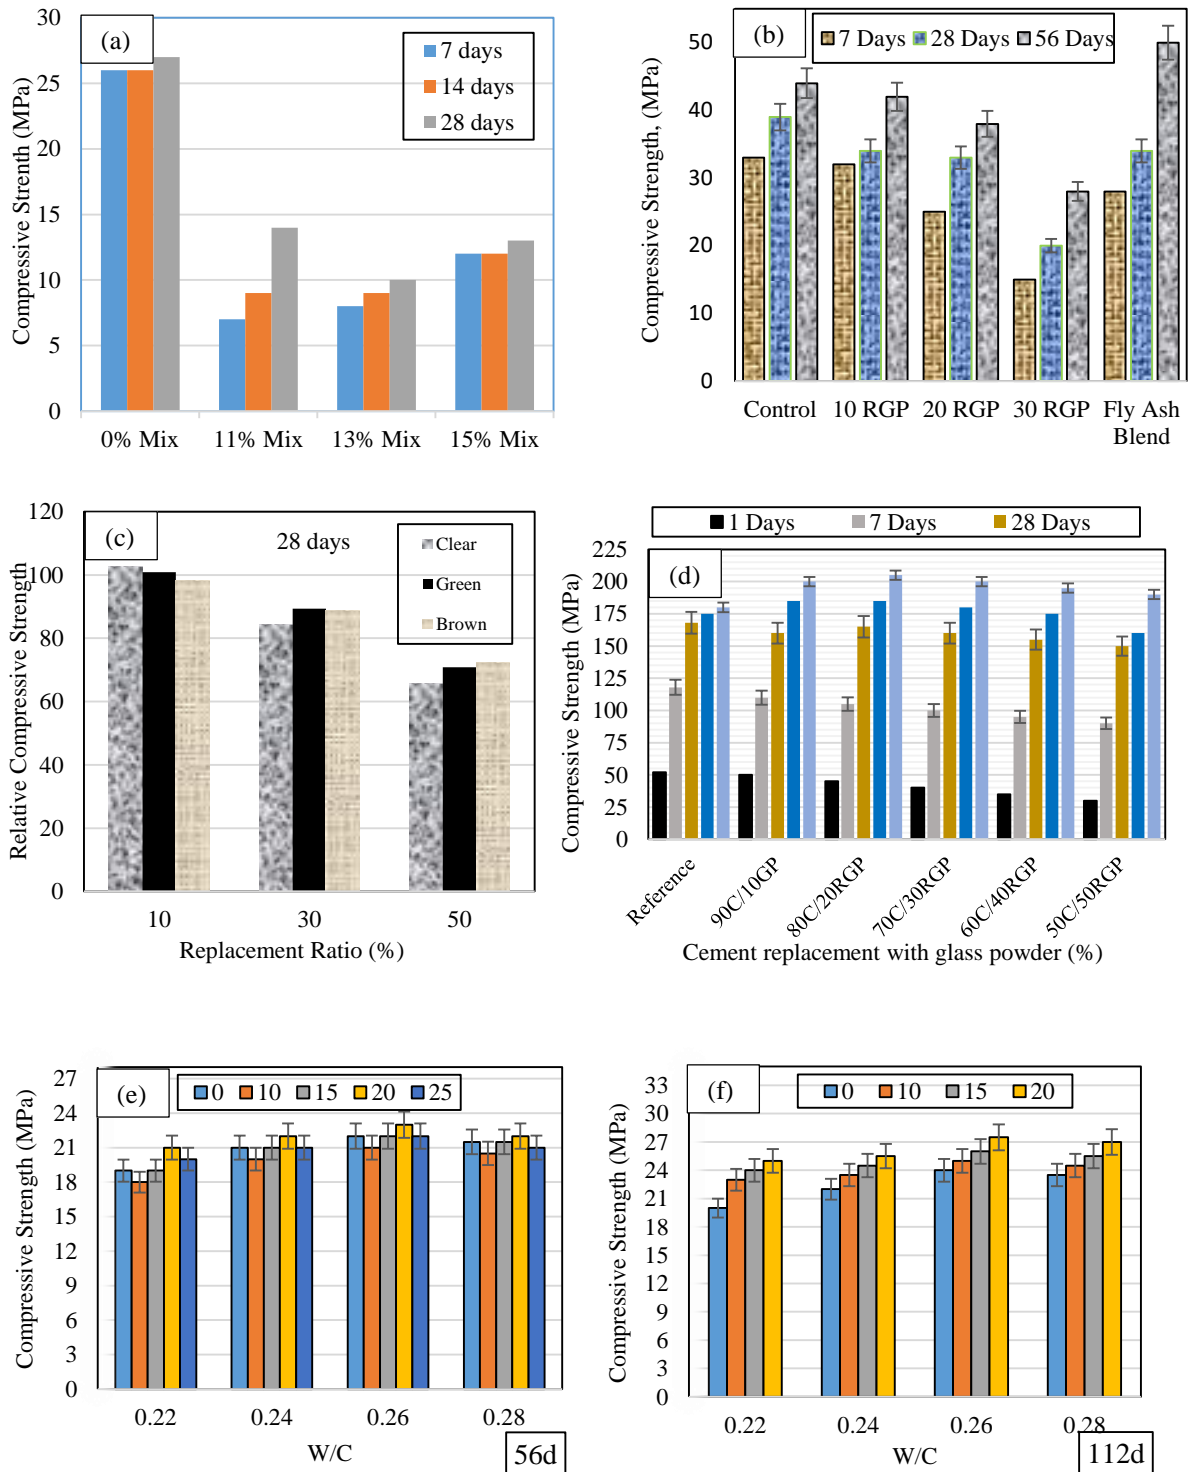 (a)
7 days
14 days
28 days
Compressive Strenth (MPa)
30
25
20
15
10
5
0
0% Mix 11% Mix 13% Mix 15% Mix
(b)
7 Days 28 Days 56 Days
Compressive Strength, (MPa)
50
40
30
20
10
0
Control 10 RGP 20 RGP 30 RGP Fly Ash
Blend
(c)
28 days
Clear
Green
Brown
Relative Compressive Strength
120
100
80
60
40
20
0
10 30 50
Replacement Ratio (%)
1 Days 7 Days 28 Days
(d)
Compressive Strength (MPa)
225
200
175
150
125
100
75
50
25
0
Reference
90C/10GP
80C/20RGP
70C/30RGP
60C/40RGP
50C/50RGP
Cement replacement with glass powder (%)
(e)
0 10 15 20 25
Compressive Strength (MPa)
27
24
21
18
15
12
9
6
3
0
0.22 0.24 0.26 0.28
W/C
56d
(f)
0 10 15 20
Compressive Strength (MPa)
33
30
27
24
21
18
15
12
9
6
3
0
0.22 0.24 0.26 0.28
W/C
112d